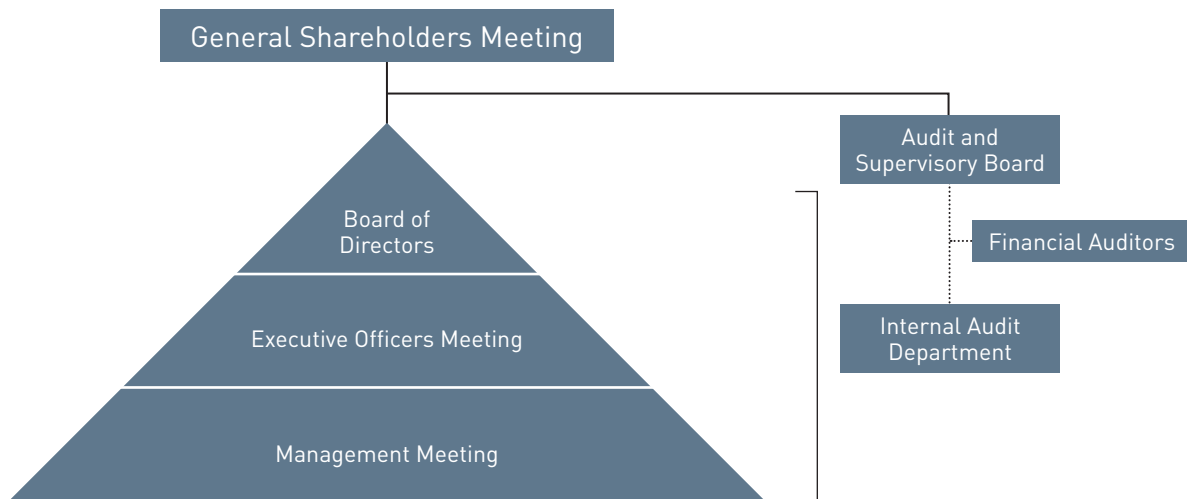 General Shareholders Meeting
Audit and
Supervisory Board
Board of
Directors
Financial Auditors
Executive Officers Meeting
Internal Audit
Department
Management Meeting